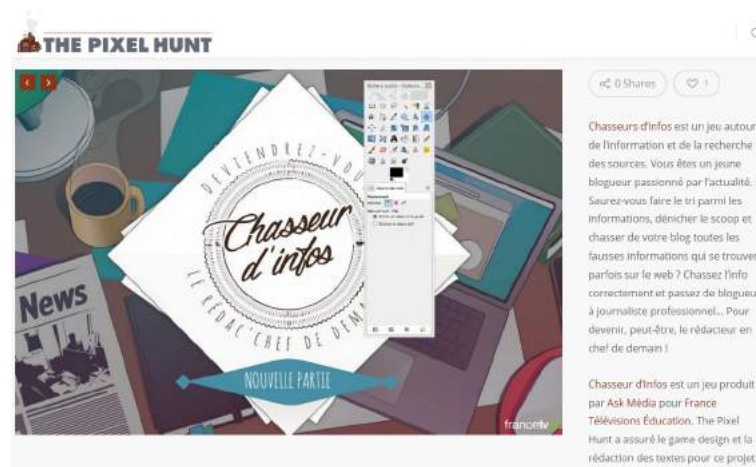 THE PIXEL HUNT
0 Shares
1
DEVIENDREZ-VOUS
Chasseur
d'infos
LE RÉDAC'CHEF DE DEM
NOUVELLE PARTIE
News
francetv
Chasseurs d'infos est un jeu autour
de l'information et de la recherche
des sources. Vous êtes un jeune
blogueur passionné par l'actualité.
Saurez-vous faire le tri parmi les
informations, dénicher le scoop et
chasser de votre blog toutes les
fausses informations qui se trouvent
parfois sur le web ? Chassez l'info
correctement et passez de blogueur
à journaliste professionnel... Pour
devenir, peut-être, le rédacteur en
chef de demain !
Chasseur d'Infos est un jeu produit
par Ask Média pour France
Télévisions Éducation. The Pixel
Hunt a assuré le game design et la
rédaction des textes pour ce projet.